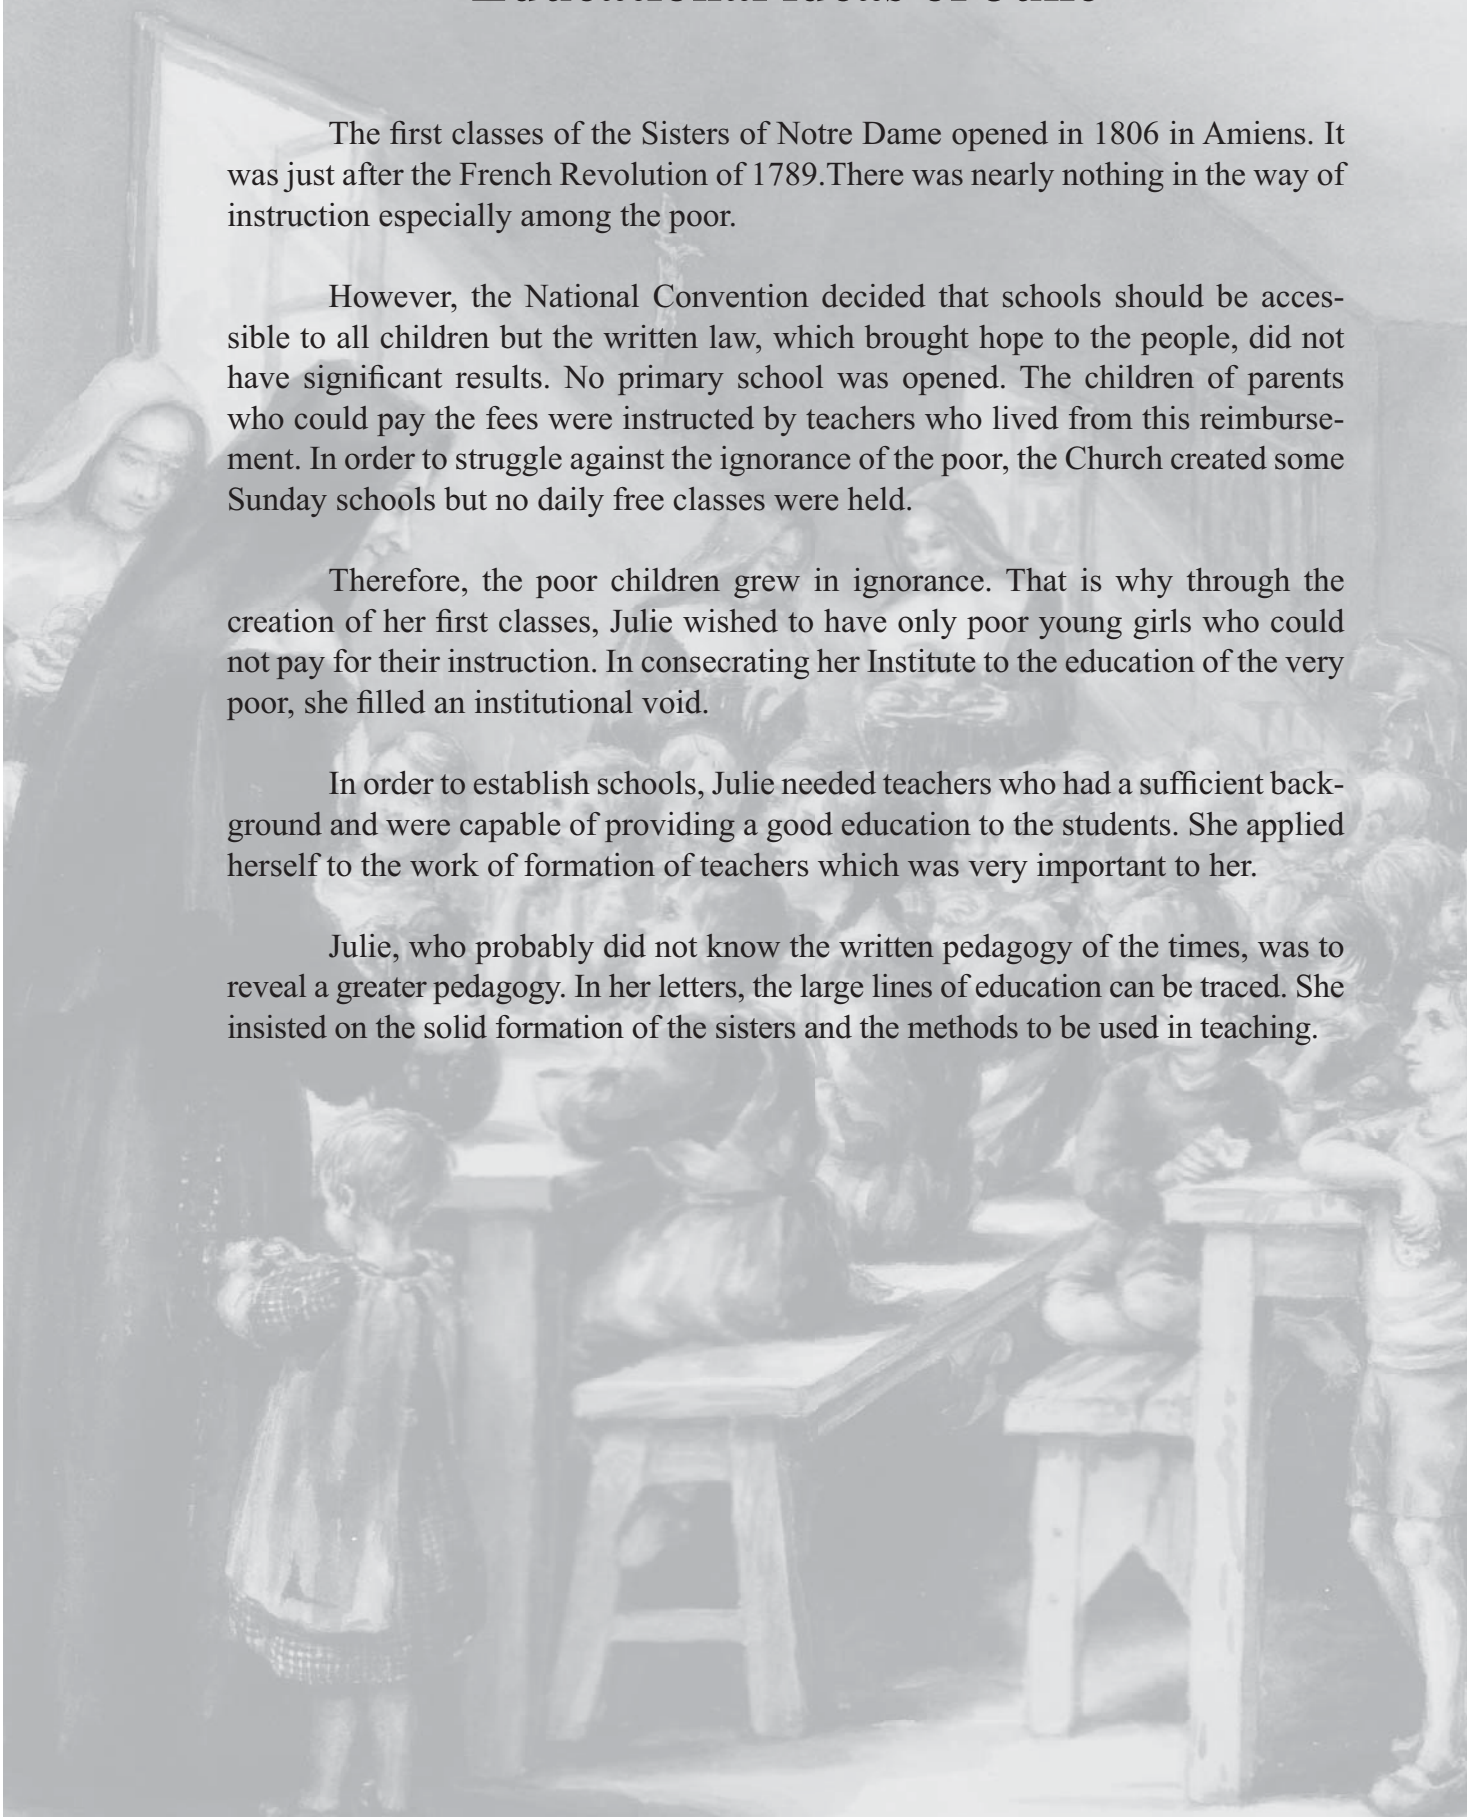 Educational Ideas of Julie
The first classes of the Sisters of Notre Dame opened in 1806 in Amiens. It
was just after the French Revolution of 1789.There was nearly nothing in the way of
instruction especially among the poor.
However, the National Convention decided that schools should be acces-
sible to all children but the written law, which brought hope to the people, did not
have significant results. No primary school was opened. The children of parents
who could pay the fees were instructed by teachers who lived from this reimburse-
ment. In order to struggle against the ignorance of the poor, the Church created some
Sunday schools but no daily free classes were held.
Therefore, the poor children grew in ignorance. That is why through the
creation of her first classes, Julie wished to have only poor young girls who could
not pay for their instruction. In consecrating her Institute to the education of the very
poor, she filled an institutional void.
In order to establish schools, Julie needed teachers who had a sufficient back-
ground and were capable of providing a good education to the students. She applied
herself to the work of formation of teachers which was very important to her.
Julie, who probably did not know the written pedagogy of the times, was to
reveal a greater pedagogy. In her letters, the large lines of education can be traced. She
insisted on the solid formation of the sisters and the methods to be used in teaching.